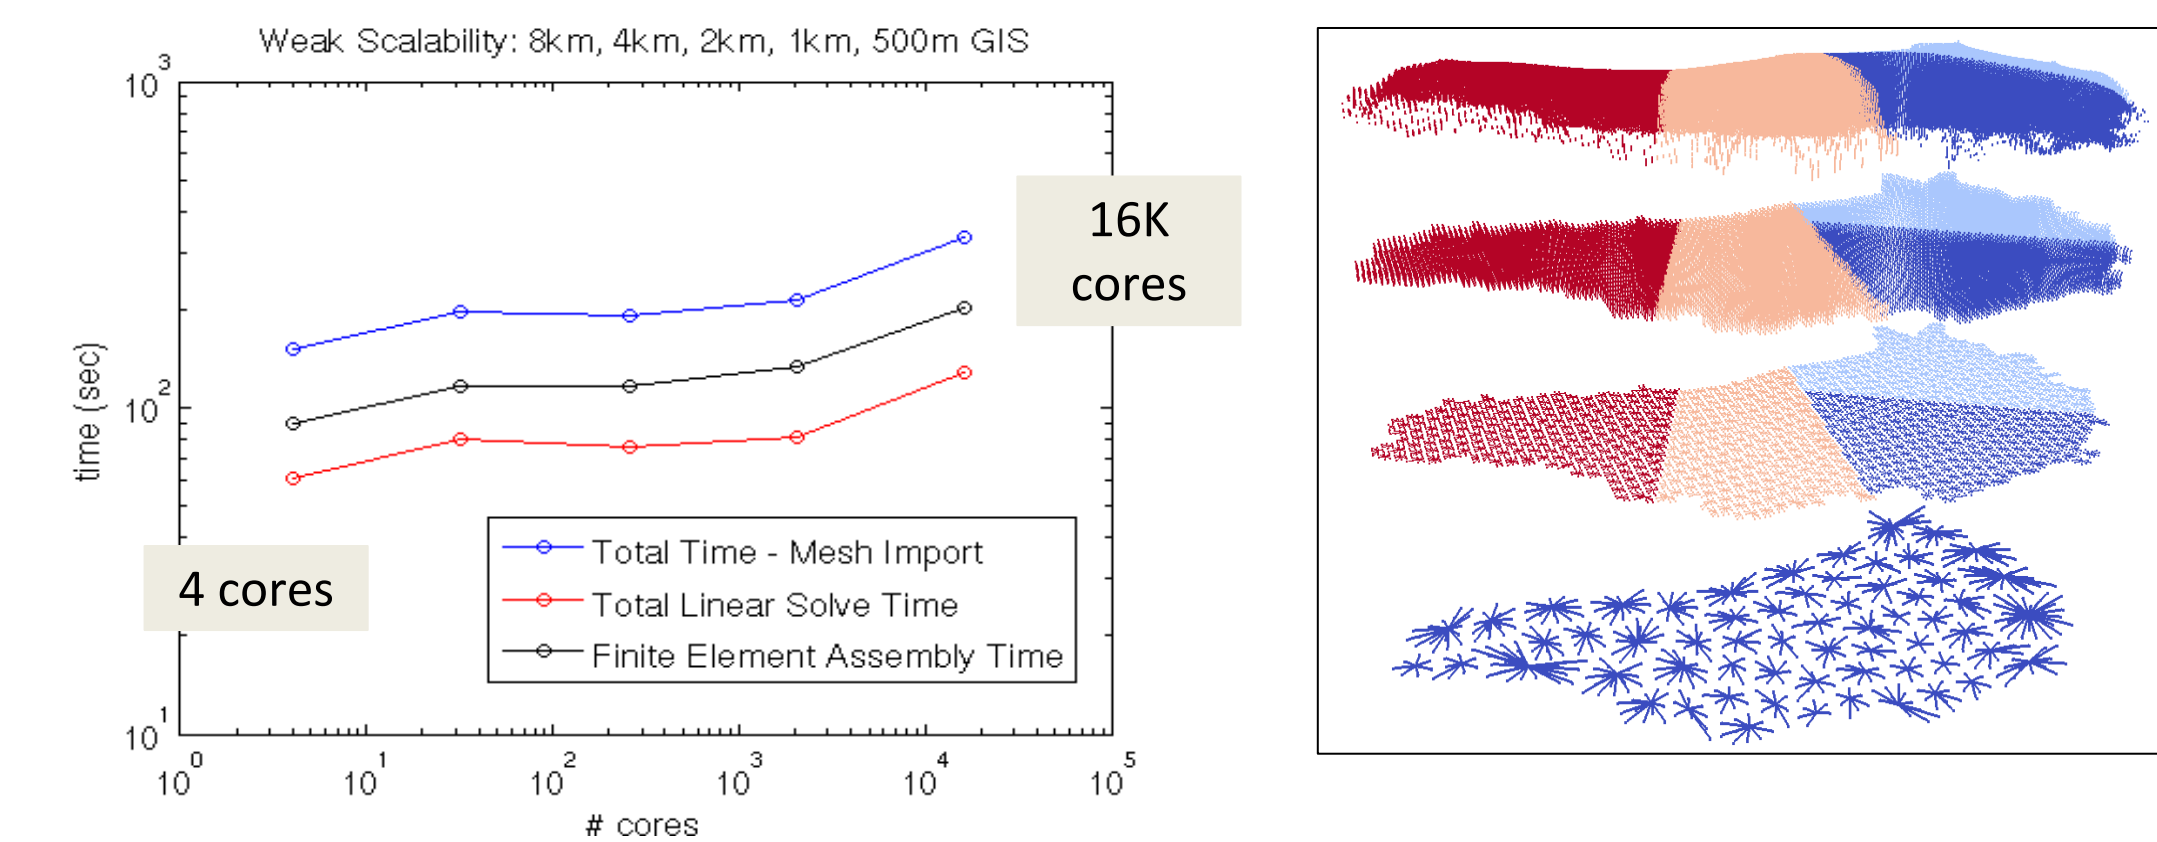 Weak Scalability: 8km, 4km, 2km, 1km, 500m GIS
10^3
16K
cores
time (sec)
10^2
4 cores
Total Time - Mesh Import
Total Linear Solve Time
Finite Element Assembly Time
10^1
10^0 10^1 10^2 10^3 10^4 10^5
# cores